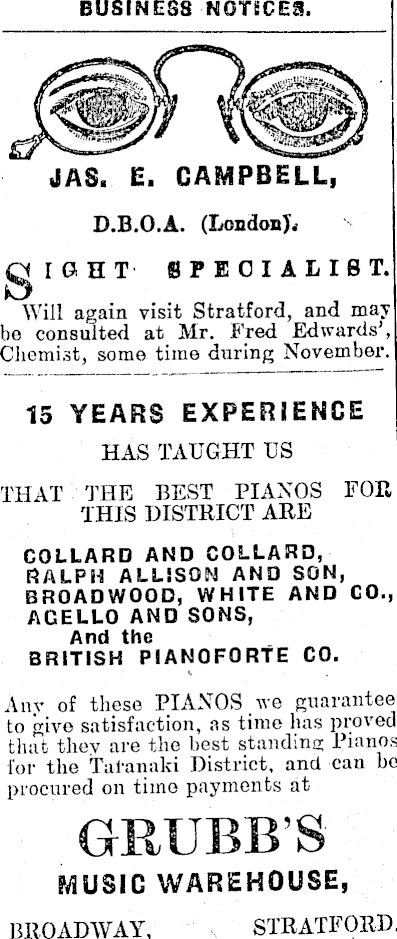 BUSINESS NOTICES.
JAS. E. CAMPBELL,
D.B.O.A. (London).
SIGHT SPECIALIST.
Will again visit Stratford, and may
be consulted at Mr. Fred Edwards',
Chemist, some time during November.
15 YEARS EXPERIENCE
HAS TAUGHT US
THAT THE BEST PIANOS FOR
THIS DISTRICT ARE
COLLARD AND COLLARD,
RALPH ALLISON AND SON,
BROADWOOD, WHITE AND CO.,
AGELLO AND SONS,
And the
BRITISH PIANOFORTE CO.
Any of these PIANOS we guarantee
to give satisfaction, as time has proved
that they are the best standing Pianos
for the Taranaki District, and can be
procured on time payments at
GRUBB'S
MUSIC WAREHOUSE,
BROADWAY, STRATFORD.